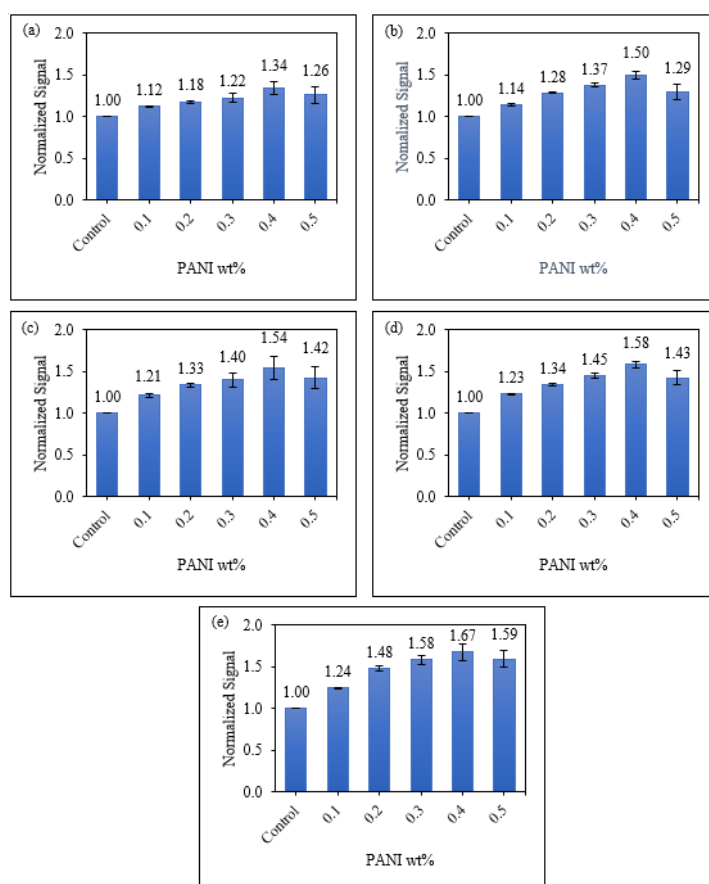 (a)
Normalized Signal
2.0
1.5
1.0
0.5
0.0
1.00 1.12 1.18 1.22 1.34 1.26
Control 0.1 0.2 0.3 0.4 0.5
PANI wt%
(b)
Nomalized Signal
2.0
1.5
1.0
0.5
0.0
1.00 1.14 1.28 1.37 1.50 1.29
Control 0.1 0.2 0.3 0.4 0.5
PANI wt%
(c)
Normalized Signal
2.0
1.5
1.0
0.5
0.0
1.00 1.21 1.33 1.40 1.54 1.42
Control 0.1 0.2 0.3 0.4 0.5
PANI wt%
(d)
Normalized Signal
2.0
1.5
1.0
0.5
0.0
1.00 1.23 1.34 1.45 1.58 1.43
Control 0.1 0.2 0.3 0.4 0.5
PANI wt%
(e)
Normalized Signal
2.0
1.5
1.0
0.5
0.0
1.00 1.24 1.48 1.58 1.67 1.59
Control 0.1 0.2 0.3 0.4 0.5
PANI wt%